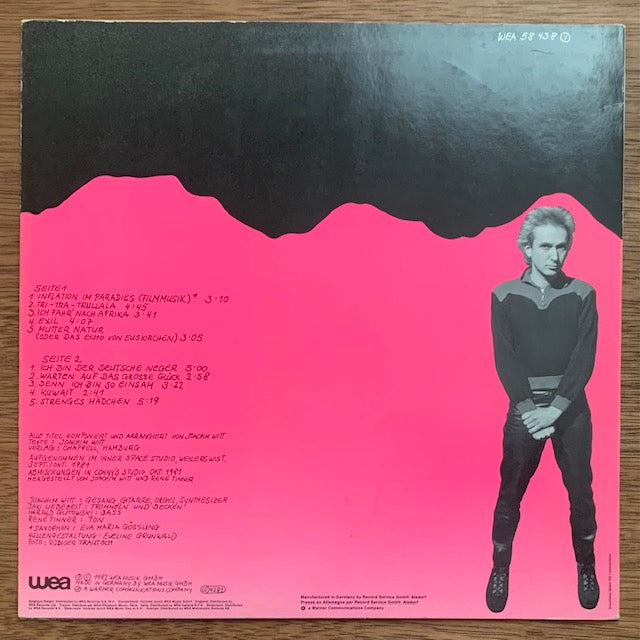 WEA 58 438 Y
SEITE 1
1. INFLATION IM PARADIES (FILMMUSIK)* 3:10
2. TRI-TRA-TRULLALA 4:45
3. ICH FAHR' NACH AFRIKA 3:41
4. EXIL 4:07
5. MUTTER NATUR
(ODER DAS ECHO VON EUSKIRCHEN) 3:05
SEITE 2
1. ICH BIN DER DEUTSCHE NEGER 5:00
2. WARTEN AUF DAS GROSSE GLÜCK 2:58
3. DENN ICH BIN SO EINSAM 3:22
4. KUWAIT 2:41
5. STRENGES MÄDCHEN 5:19
ALLE TITEL KOMPONIERT UND ARRANGIERT VON JOACHIM WITT
TEXTE: JOACHIM WITT
VERLAG: CHAPPELL, HAMBURG
AUFGENOMMEN IM INNER SPACE STUDIO, WEILERSWIST,
SEPT./OKT. 1981
ABMISCHUNGEN IN CONNY'S STUDIO, OKT. 1981
HERGESTELLT VON JOACHIM WITT UND RENÉ TINNER
JOACHIM WITT: GESANG, GITARRE, ORGEL, SYNTHESIZER
JAKI LIEBEZEIT: TROMMELN UND BECKEN
HARALD GUTOWSKI: BASS
RENÉ TINNER: TON
* SAXOPHON: EVA MARIA GÖSSLING
HÜLLENGESTALTUNG: EVELINE GRUNWALD
FOTO: RÜDIGER TRAUTSCH
wea
℗ © 1981 WEA MUSIK GMBH
MADE IN GERMANY BY WEA MUSIK GMBH
A WARNER COMMUNICATIONS COMPANY
Manufactured in Germany by Record Service GmbH, Alsdorf
Pressé en Allemagne par Record Service GmbH, Alsdorf
a Warner Communications Company